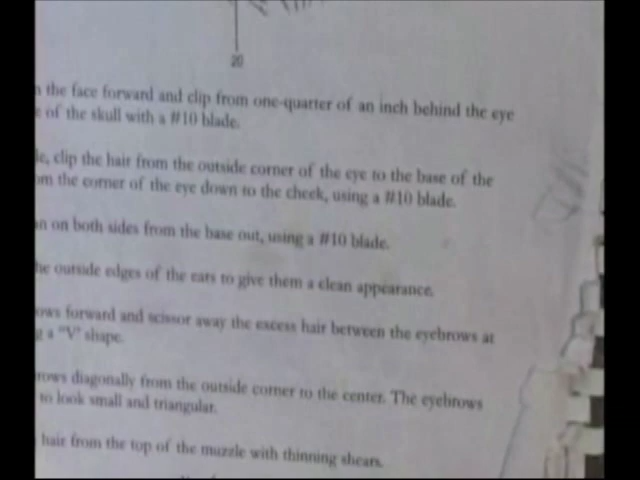 20
the face forward and clip from one-quarter of an inch behind the eye
of the skull with a #10 blade.
clip the hair from the outside corner of the eye to the base of the
the corner of the eye down to the cheek, using a #10 blade.
on both sides from the base out, using a #10 blade.
outside edges of the ears to give them a clean appearance.
forward and scissor away the excess hair between the eyebrows at
a "V" shape.
diagonally from the outside corner to the center. The eyebrows
to look small and triangular.
hair from the top of the muzzle with thinning shears.